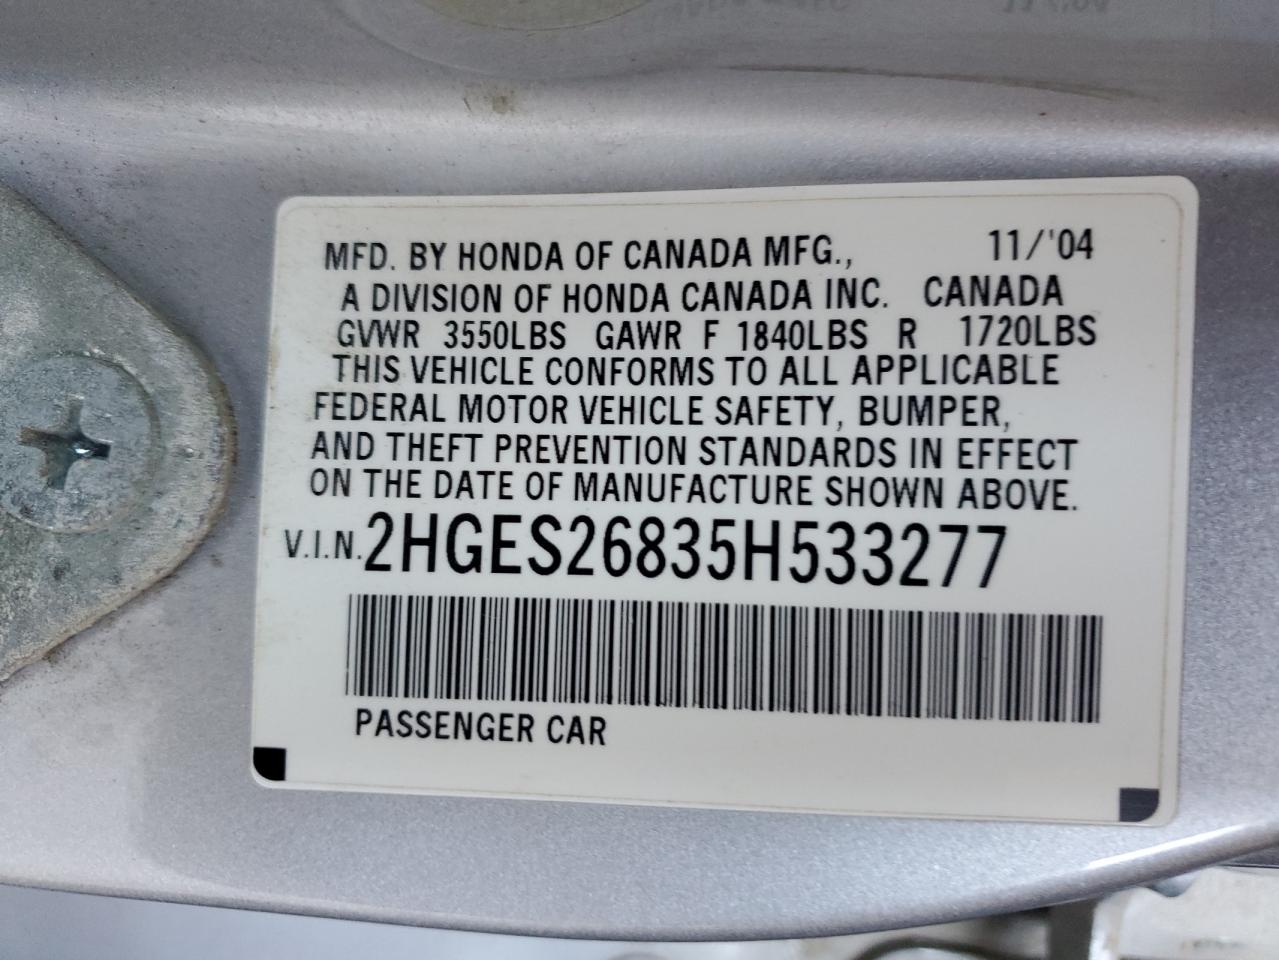 MFD. BY HONDA OF CANADA MFG., 11/'04
A DIVISION OF HONDA CANADA INC. CANADA
GVWR 3550LBS GAWR F 1840LBS R 1720LBS
THIS VEHICLE CONFORMS TO ALL APPLICABLE
FEDERAL MOTOR VEHICLE SAFETY, BUMPER,
AND THEFT PREVENTION STANDARDS IN EFFECT
ON THE DATE OF MANUFACTURE SHOWN ABOVE.
V.I.N. 2HGES26835H533277
PASSENGER CAR